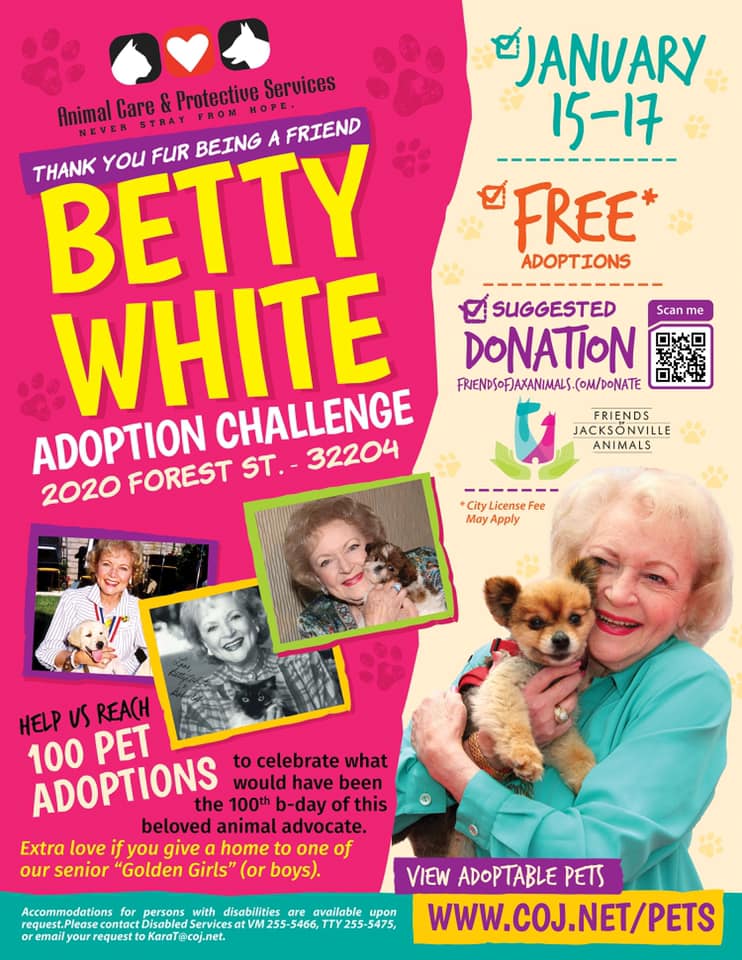 Animal Care & Protective Services
NEVER STRAY FROM HOPE.
THANK YOU FUR BEING A FRIEND
BETTY
WHITE
ADOPTION CHALLENGE
2020 FOREST ST. - 32204
JANUARY
15-17
FREE*
ADOPTIONS
SUGGESTED
DONATION
FRIENDSOFJAXANIMALS.COM/DONATE
Scan me
FRIENDS
OF
JACKSONVILLE
ANIMALS
* City License Fee
May Apply
HELP US REACH
100 PET
ADOPTIONS
to celebrate what
would have been
the 100th b-day of this
beloved animal advocate.
Extra love if you give a home to one of
our senior “Golden Girls” (or boys).
VIEW ADOPTABLE PETS
WWW.COJ.NET/PETS
Accommodations for persons with disabilities are available upon
request.Please contact Disabled Services at VM 255-5466, TTY 255-5475,
or email your request to KaraT@coj.net.